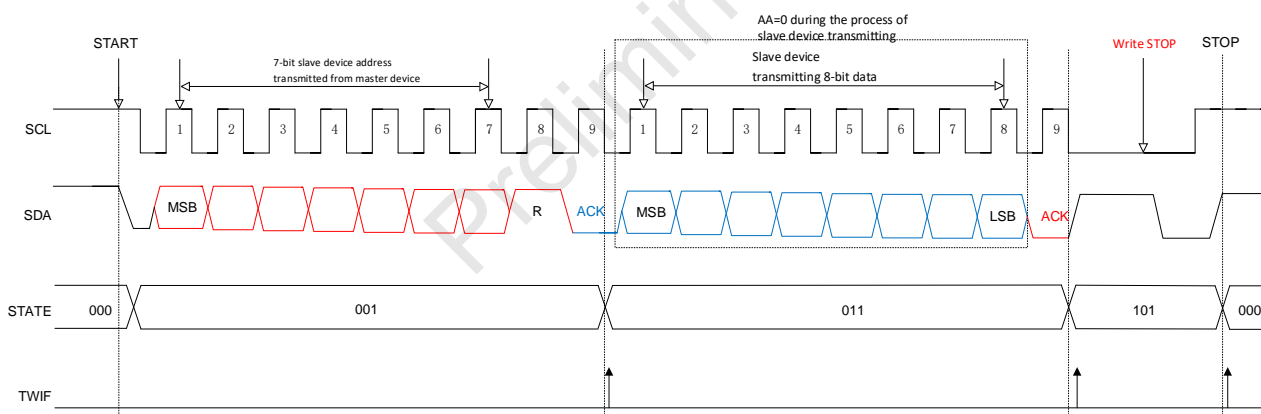 AA=0 during the process of
slave device transmitting
START
7-bit slave device address
transmitted from master device
Slave device
transmitting 8-bit data
Write STOP
STOP
SCL
1 2 3 4 5 6 7 8 9 1 2 3 4 5 6 7 8 9
SDA
MSB R ACK MSB LSB ACK
STATE
000 001 011 101 000
TWIF
Prelimin